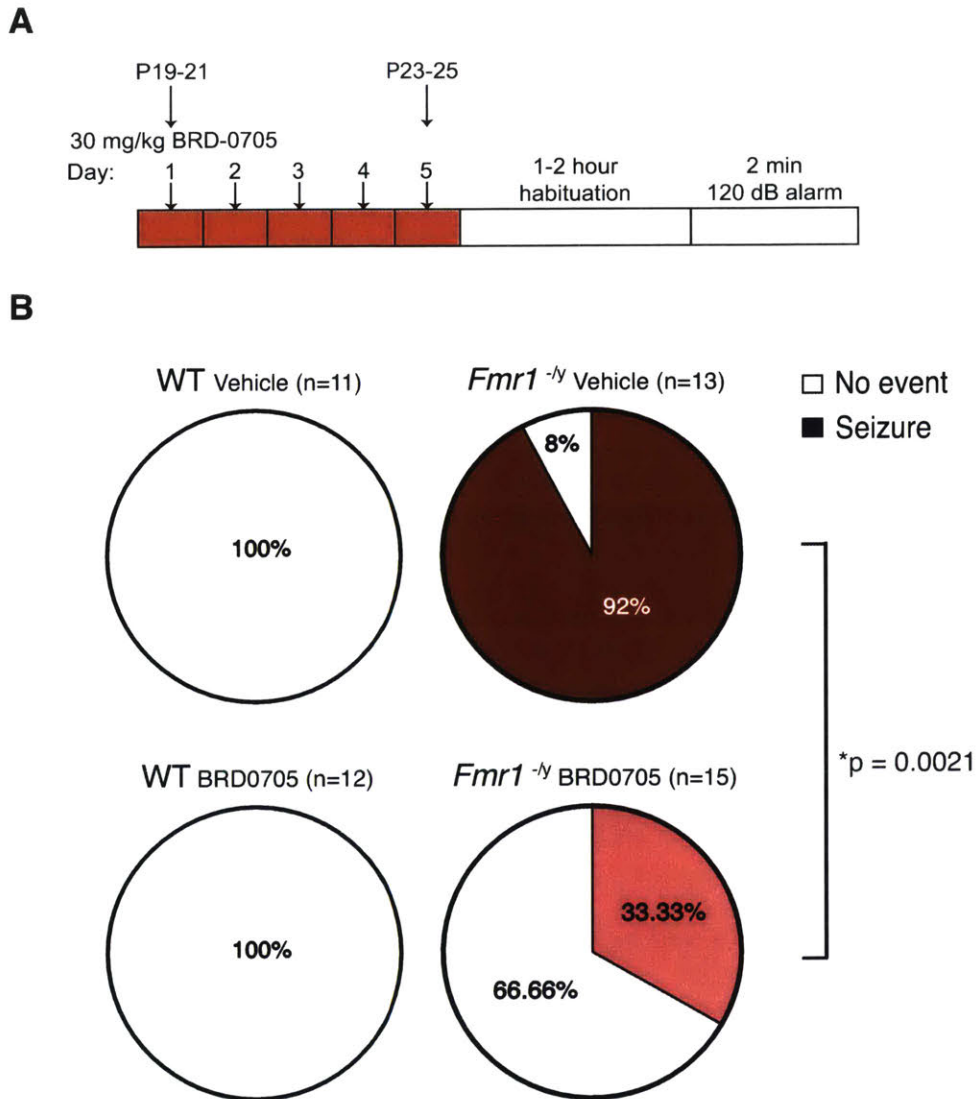 A
P19-21 P23-25
30 mg/kg BRD-0705
Day: 1 2 3 4 5
1-2 hour habituation
2 min 120 dB alarm
B
WT Vehicle (n=11)
100%
Fmr1 -/y Vehicle (n=13)
8%
92%
No event
Seizure
*p = 0.0021
WT BRD0705 (n=12)
100%
Fmr1 -/y BRD0705 (n=15)
33.33%
66.66%